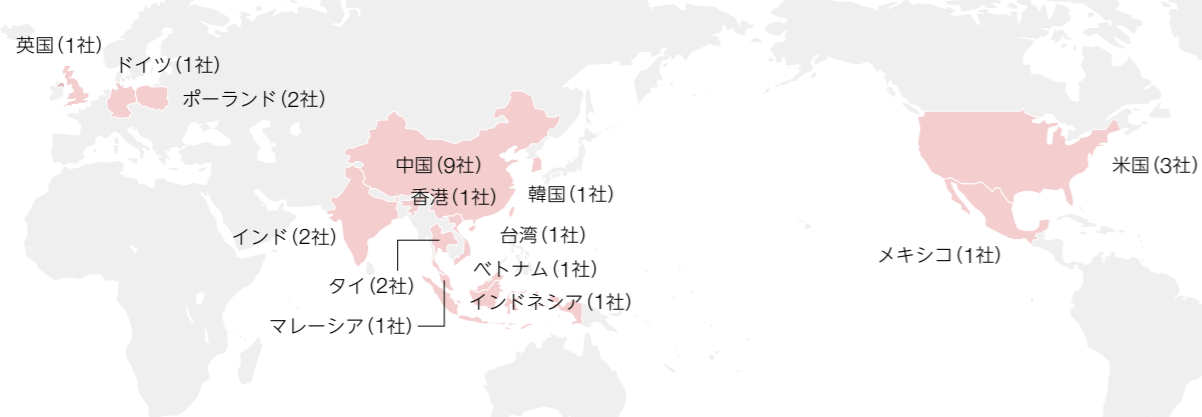 英国(1社)
ドイツ(1社)
ポーランド(2社)
中国(9社)
香港(1社)
韓国(1社)
インド(2社)
台湾(1社)
タイ(2社)
ベトナム(1社)
インドネシア(1社)
マレーシア(1社)
米国(3社)
メキシコ(1社)